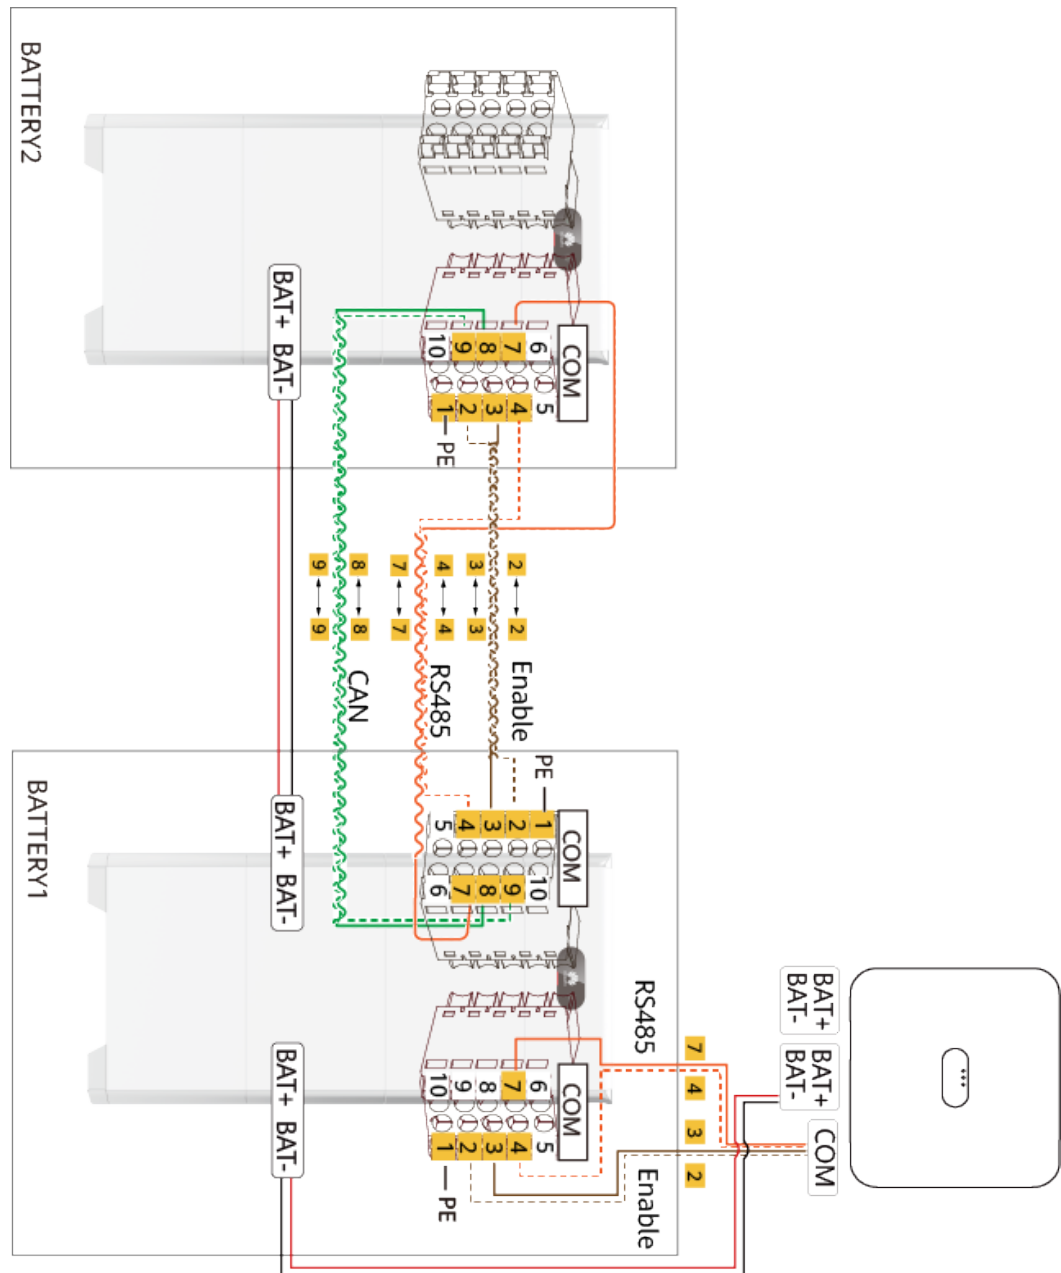 BATTERY2
BAT+ BAT-
10 9 8 7 6
COM
1 2 3 4 5
PE
9 8 7 4 3 2
9 8 7 4 3 2
CAN
RS485
Enable
BATTERY1
BAT+ BAT-
PE
5 4 3 2 1
COM
6 7 8 9 10
BAT+ BAT-
10 9 8 7 6
COM
1 2 3 4 5
PE
RS485
7
4
3
2
Enable
BAT+
BAT-
BAT+
BAT-
COM